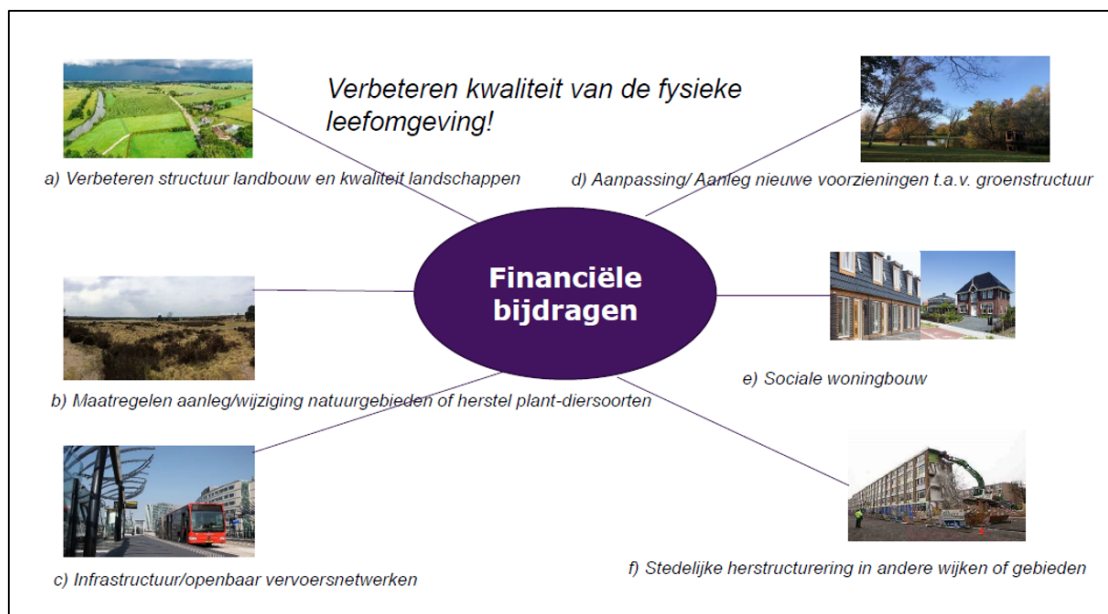 Verbeteren kwaliteit van de fysieke
leefomgeving!
a) Verbeteren structuur landbouw en kwaliteit landschappen
d) Aanpassing/ Aanleg nieuwe voorzieningen t.a.v. groenstructuur
Financiële
bijdragen
b) Maatregelen aanleg/wijziging natuurgebieden of herstel plant-diersoorten
e) Sociale woningbouw
c) Infrastructuur/openbaar vervoersnetwerken
f) Stedelijke herstructurering in andere wijken of gebieden